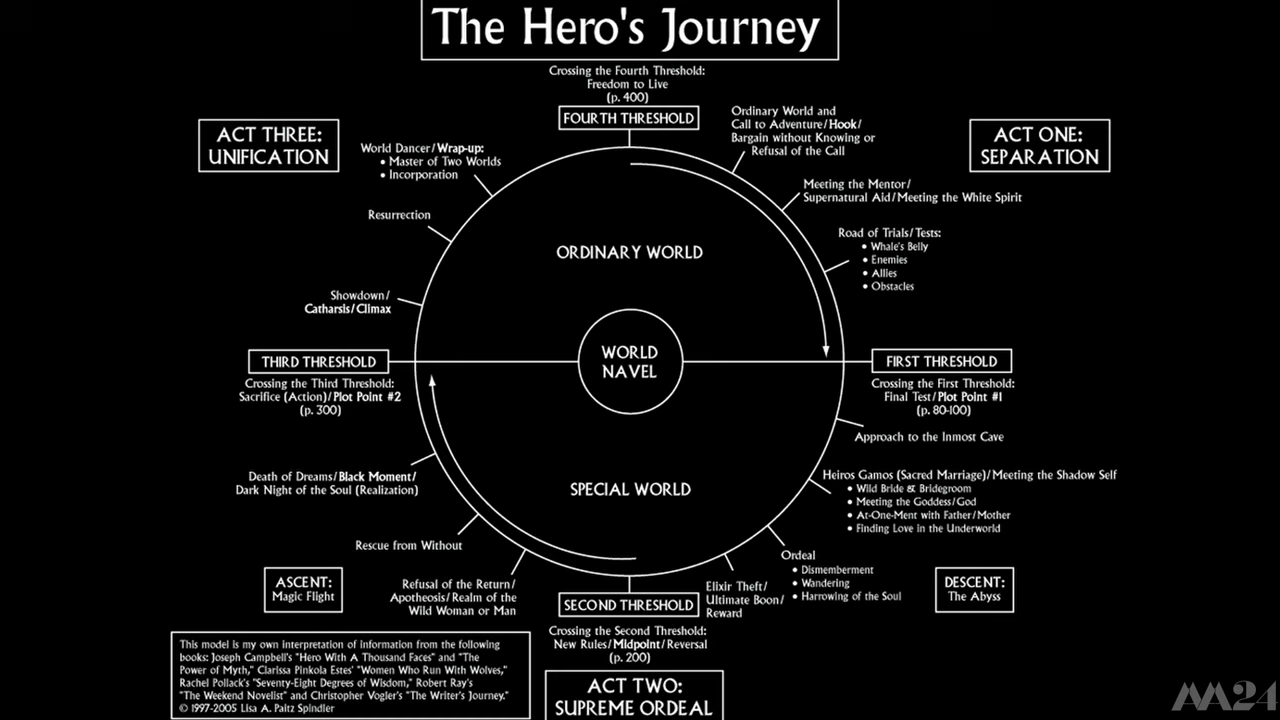 The Hero's Journey
Crossing the Fourth Threshold:
Freedom to Live
(p. 400)
FOURTH THRESHOLD
ACT THREE:
UNIFICATION
World Dancer/Wrap-up:
• Master of Two Worlds
• Incorporation
Resurrection
Showdown/
Catharsis/Climax
Ordinary World and
Call to Adventure/Hook/
Bargain without Knowing or
Refusal of the Call
ACT ONE:
SEPARATION
Meeting the Mentor/
Supernatural Aid/Meeting the White Spirit
Road of Trials/Tests:
• Whale's Belly
• Enemies
• Allies
• Obstacles
ORDINARY WORLD
WORLD
NAVEL
SPECIAL WORLD
THIRD THRESHOLD
Crossing the Third Threshold:
Sacrifice (Action)/Plot Point #2
(p. 300)
FIRST THRESHOLD
Crossing the First Threshold:
Final Test/Plot Point #1
(p. 80-100)
Approach to the Inmost Cave
Heiros Gamos (Sacred Marriage)/Meeting the Shadow Self
• Wild Bride & Bridegroom
• Meeting the Goddess/God
• At-One-Ment with Father/Mother
• Finding Love in the Underworld
Ordeal
• Dismemberment
• Wandering
• Harrowing of the Soul
DESCENT:
The Abyss
Elixir Theft/
Ultimate Boon/
Reward
Death of Dreams/Black Moment/
Dark Night of the Soul (Realization)
Rescue from Without
Refusal of the Return/
Apotheosis/Realm of the
Wild Woman or Man
ASCENT:
Magic Flight
SECOND THRESHOLD
Crossing the Second Threshold:
New Rules/Midpoint/Reversal
(p. 200)
ACT TWO:
SUPREME ORDEAL
This model is my own interpretation of information from the following
books: Joseph Campbell's "Hero With A Thousand Faces" and "The
Power of Myth," Clarissa Pinkola Estes' "Women Who Run With Wolves,"
Rachel Pollack's "Seventy-Eight Degrees of Wisdom," Robert Ray's
"The Weekend Novelist" and Christopher Vogler's "The Writer's Journey."
© 1997-2005 Lisa A. Paltz Spindler
AA24